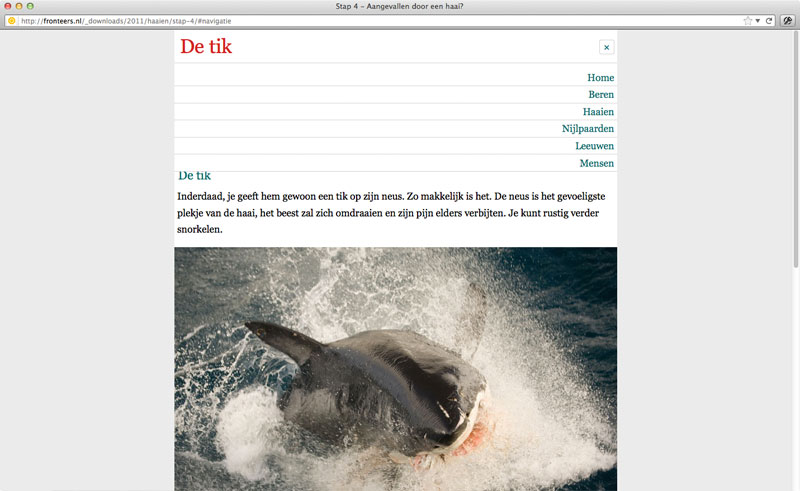 Stap 4 – Aangevallen door een haai?
http://fronteers.nl/_downloads/2011/haaien/stap-4/#navigatie
De tik
×
Home
Beren
Haaien
Nijlpaarden
Leeuwen
Mensen
De tik
Inderdaad, je geeft hem gewoon een tik op zijn neus. Zo makkelijk is het. De neus is het gevoeligste
plekje van de haai, het beest zal zich omdraaien en zijn pijn elders verbijten. Je kunt rustig verder
snorkelen.